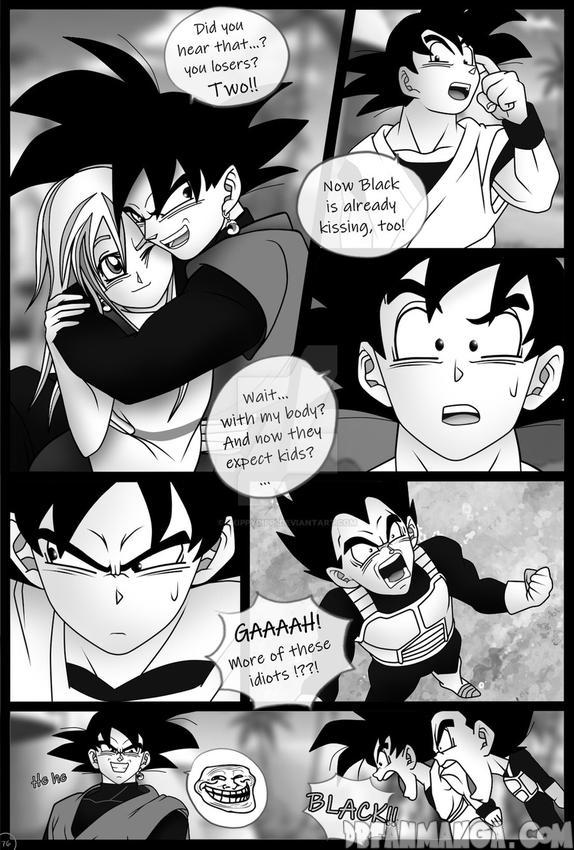 Did you
hear that...?
you losers?
Two!!
Now Black
is already
kissing, too!
Wait...
with my body?
And now they
expect kids?
...
GAAAAH!
More of these
idiots !??!
He he
BLACK!!
76
DBFANMANGA.COM